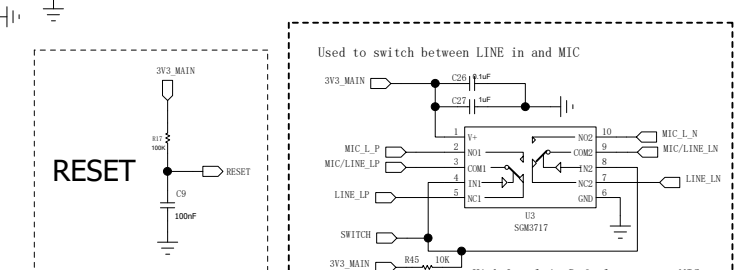 Used to switch between LINE in and MIC
3V3_MAIN
R17
100K
RESET
RESET
C9
100nF
3V3_MAIN
C26
0.1uF
C27
1uF
1 V+
NO2 10
MIC_L_N
MIC_L_P
2 NO1
COM2 9
MIC/LINE_LN
MIC/LINE_LP
3 COM1
IN2 8
4 IN1
NC2 7
LINE_LN
LINE_LP
5 NC1
GND 6
U3
SGM3717
SWITCH
3V3_MAIN
R45
10K